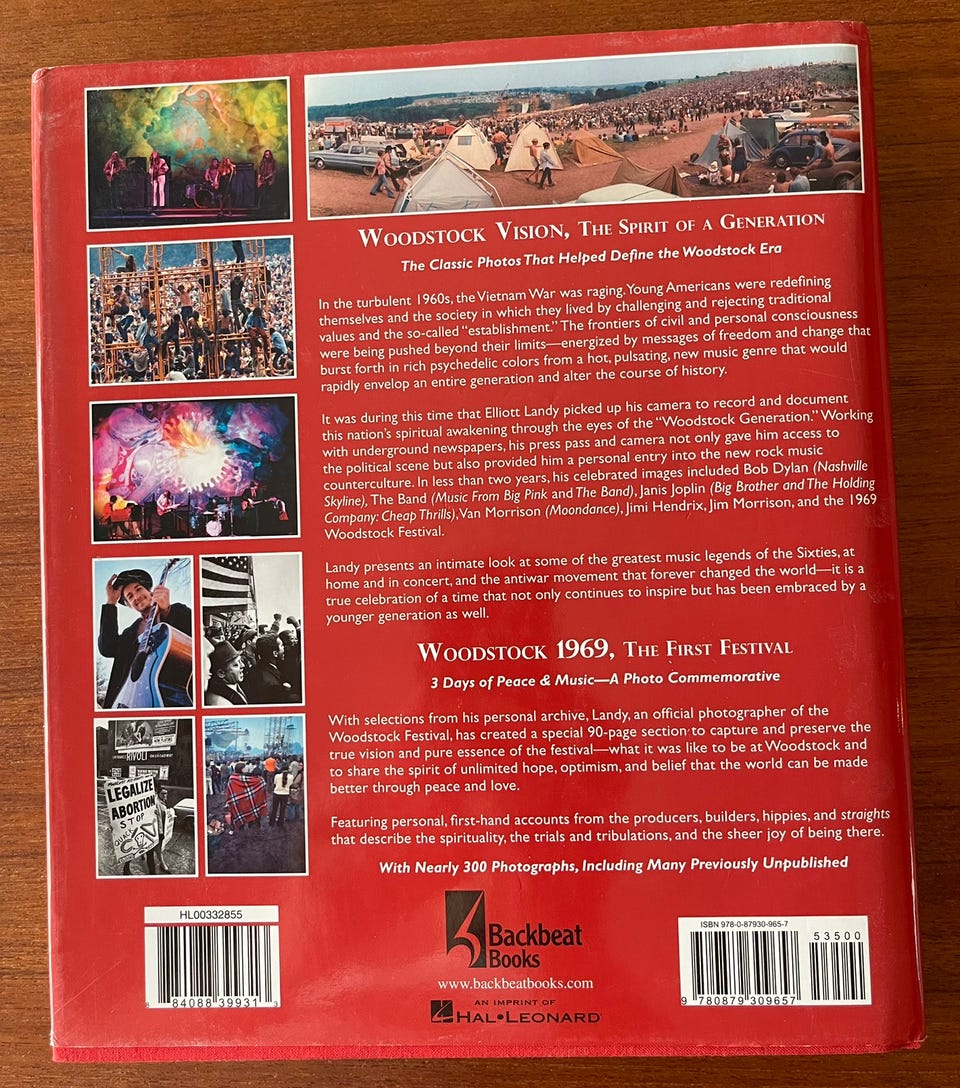 WOODSTOCK VISION, THE SPIRIT OF A GENERATION
The Classic Photos That Helped Define the Woodstock Era
In the turbulent 1960s, the Vietnam War was raging. Young Americans were redefining
themselves and the society in which they lived by challenging and rejecting traditional
values and the so-called "establishment." The frontiers of civil and personal consciousness
were being pushed beyond their limits—energized by messages of freedom and change that
burst forth in rich psychedelic colors from a hot, pulsating, new music genre that would
rapidly envelop an entire generation and alter the course of history.
It was during this time that Elliott Landy picked up his camera to record and document
this nation's spiritual awakening through the eyes of the "Woodstock Generation." Working
with underground newspapers, his press pass and camera not only gave him access to
the political scene but also provided him a personal entry into the new rock music
counterculture. In less than two years, his celebrated images included Bob Dylan (Nashville
Skyline), The Band (Music From Big Pink and The Band), Janis Joplin (Big Brother and The Holding
Company: Cheap Thrills), Van Morrison (Moondance), Jimi Hendrix, Jim Morrison, and the 1969
Woodstock Festival.
Landy presents an intimate look at some of the greatest music legends of the Sixties, at
home and in concert, and the antiwar movement that forever changed the world—it is a
true celebration of a time that not only continues to inspire but has been embraced by a
younger generation as well.
WOODSTOCK 1969, THE FIRST FESTIVAL
3 Days of Peace & Music—A Photo Commemorative
With selections from his personal archive, Landy, an official photographer of the
Woodstock Festival, has created a special 90-page section to capture and preserve the
true vision and pure essence of the festival—what it was like to be at Woodstock and
to share the spirit of unlimited hope, optimism, and belief that the world can be made
better through peace and love.
Featuring personal, first-hand accounts from the producers, builders, hippies, and straights
that describe the spirituality, the trials and tribulations, and the sheer joy of being there.
With Nearly 300 Photographs, Including Many Previously Unpublished
RIVOLI
LEGALIZE
ABORTION
STOP
HL00332855
8 84088 39931 3
Backbeat
Books
www.backbeatbooks.com
AN IMPRINT OF
HAL•LEONARD
ISBN 978-0-87930-965-7
53500
9 780879 309657